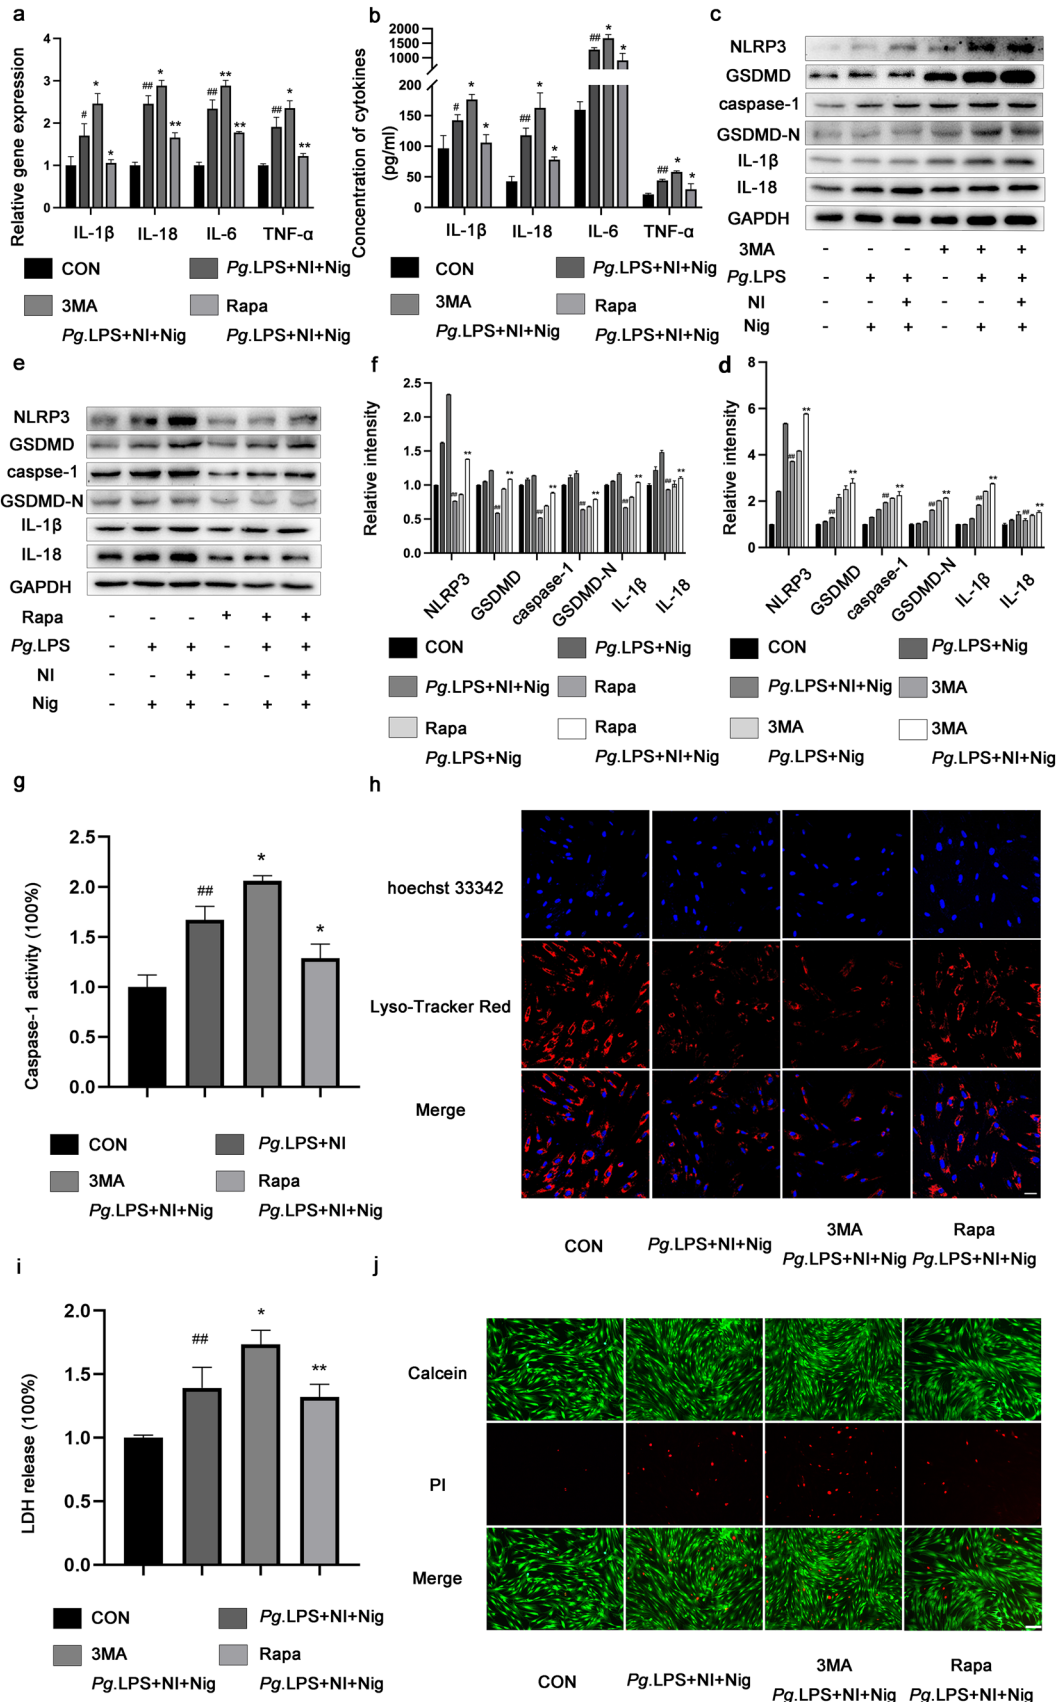 a
Relative gene expression
4
3
2
1
0
# * *
## * **
## ** **
## * **
IL-1β IL-18 IL-6 TNF-α
CON Pg.LPS+NI+Nig
3MA Rapa
Pg.LPS+NI+Nig Pg.LPS+NI+Nig
b
Concentration of cytokines
(pg/ml)
2000
1500
1000
200
150
100
50
0
# * *
## * *
## * *
## * *
IL-1β IL-18 IL-6 TNF-α
CON Pg.LPS+NI+Nig
3MA Rapa
Pg.LPS+NI+Nig Pg.LPS+NI+Nig
c
NLRP3
GSDMD
caspase-1
GSDMD-N
IL-1β
IL-18
GAPDH
3MA - - - + + +
Pg.LPS - + + - + +
NI - - + - - +
Nig - + + - + +
e
NLRP3
GSDMD
caspse-1
GSDMD-N
IL-1β
IL-18
GAPDH
Rapa - - - + + +
Pg.LPS - + + - + +
NI - - + - - +
Nig - + + - + +
f
Relative intensity
2.5
2.0
1.5
1.0
0.5
0.0
## **
## **
## **
## **
## **
## **
NLRP3 GSDMD caspase-1 GSDMD-N IL-1β IL-18
CON Pg.LPS+Nig
Pg.LPS+NI+Nig Rapa
Rapa Rapa
Pg.LPS+Nig Pg.LPS+NI+Nig
d
Relative intensity
8
6
4
2
0
## **
## **
## **
## **
## **
## **
NLRP3 GSDMD caspase-1 GSDMD-N IL-1β IL-18
CON Pg.LPS+Nig
Pg.LPS+NI+Nig 3MA
3MA 3MA
Pg.LPS+Nig Pg.LPS+NI+Nig
g
Caspase-1 activity (100%)
2.5
2.0
1.5
1.0
0.5
0.0
## * *
CON Pg.LPS+NI
3MA Rapa
Pg.LPS+NI+Nig Pg.LPS+NI+Nig
h
hoechst 33342
Lyso-Tracker Red
Merge
CON Pg.LPS+NI+Nig 3MA Rapa
Pg.LPS+NI+Nig Pg.LPS+NI+Nig
i
LDH release (100%)
2.0
1.5
1.0
0.5
0.0
## * **
CON Pg.LPS+NI+Nig
3MA Rapa
Pg.LPS+NI+Nig Pg.LPS+NI+Nig
j
Calcein
PI
Merge
CON Pg.LPS+NI+Nig 3MA Rapa
Pg.LPS+NI+Nig Pg.LPS+NI+Nig